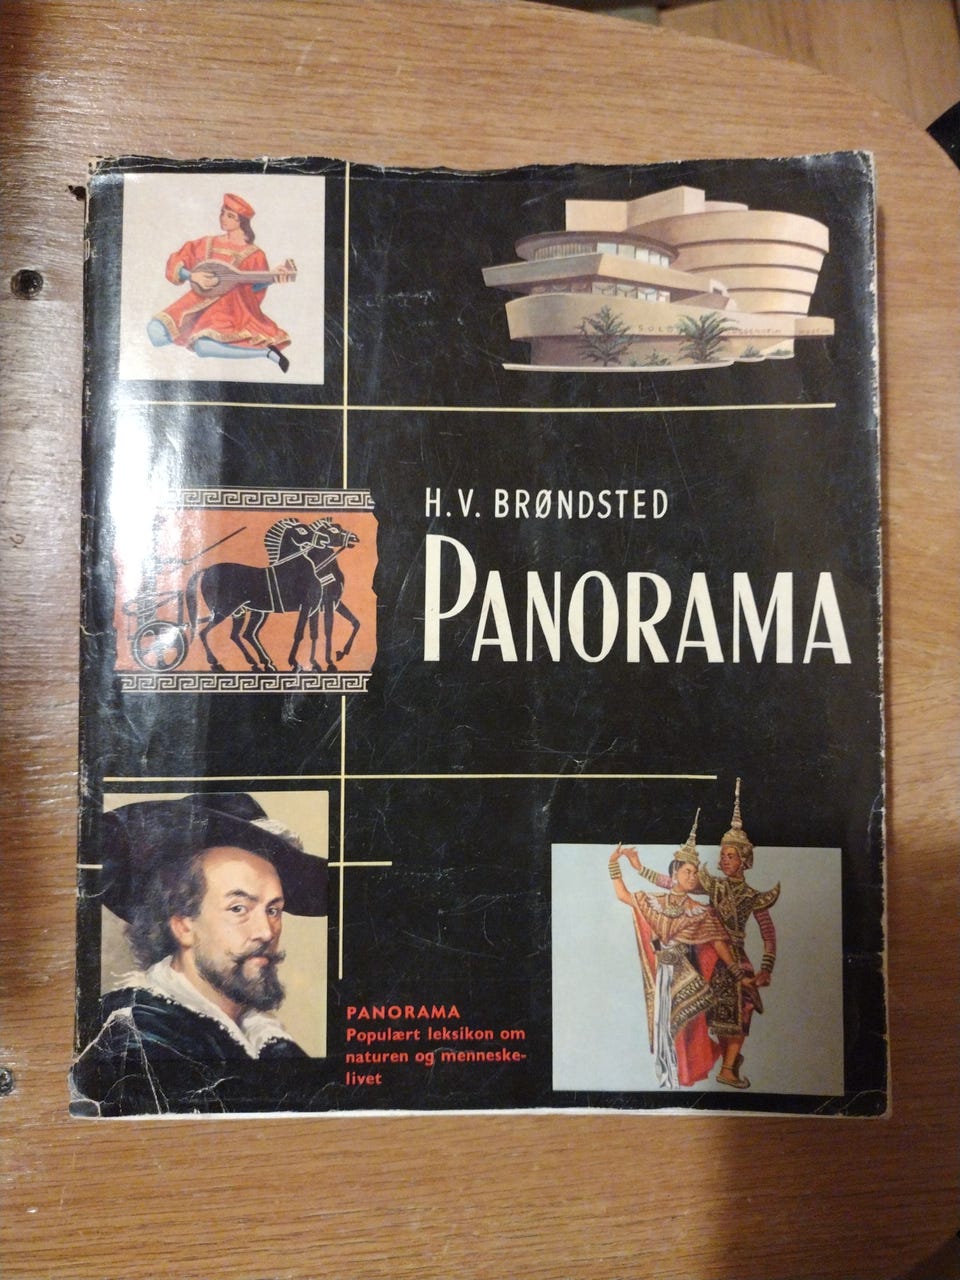 H.V. BRØNDSTED
PANORAMA
PANORAMA
Populært leksikon om
naturen og menneske-
livet